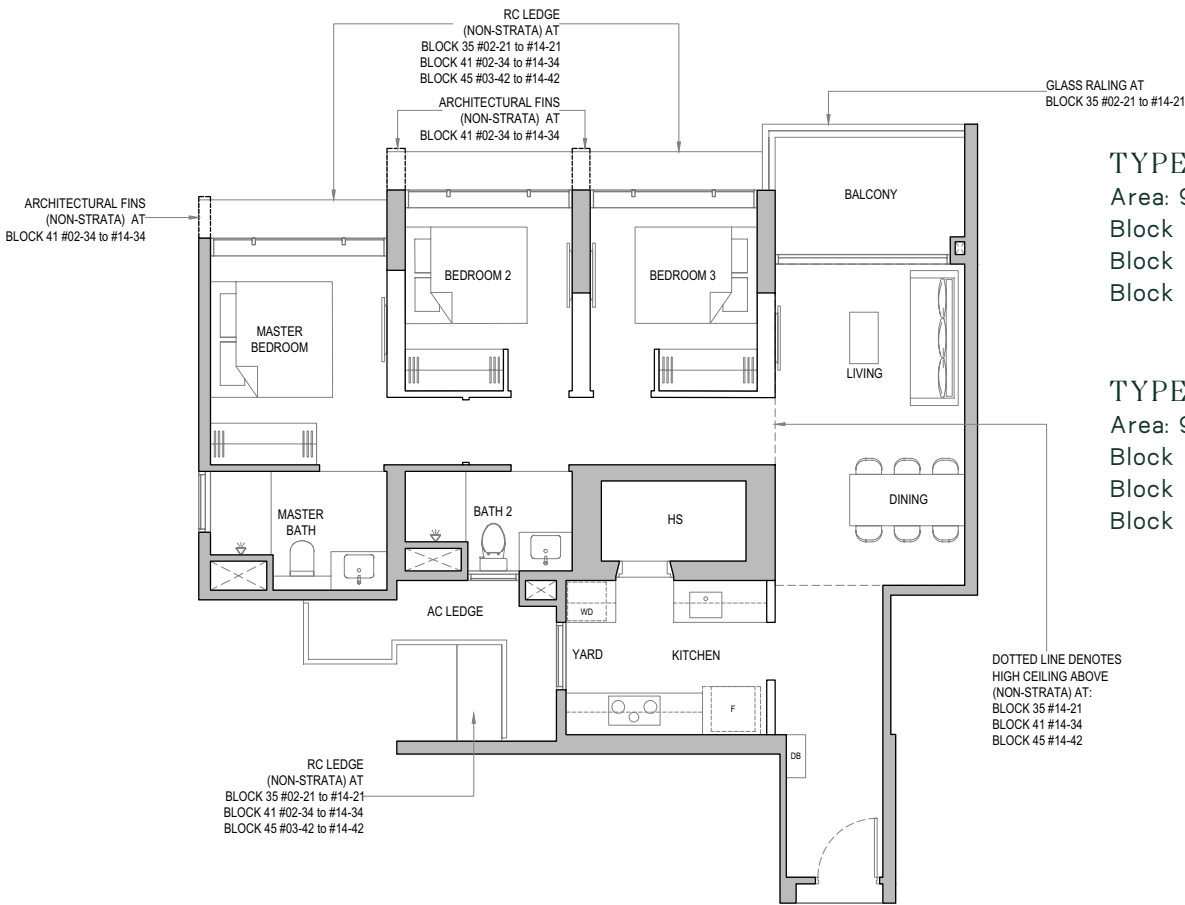 RC LEDGE
(NON-STRATA) AT
BLOCK 35 #02-21 to #14-21
BLOCK 41 #02-34 to #14-34
BLOCK 45 #03-42 to #14-42
ARCHITECTURAL FINS
(NON-STRATA) AT
BLOCK 41 #02-34 to #14-34
GLASS RALING AT
BLOCK 35 #02-21 to #14-21
ARCHITECTURAL FINS
(NON-STRATA) AT
BLOCK 41 #02-34 to #14-34
TYPE
Area: 9
Block
Block
Block
BALCONY
BEDROOM 2
BEDROOM 3
MASTER
BEDROOM
LIVING
TYPE
Area: 9
Block
Block
Block
DINING
MASTER
BATH
BATH 2
HS
AC LEDGE
WD
YARD
KITCHEN
F
DB
DOTTED LINE DENOTES
HIGH CEILING ABOVE
(NON-STRATA) AT:
BLOCK 35 #14-21
BLOCK 41 #14-34
BLOCK 45 #14-42
RC LEDGE
(NON-STRATA) AT
BLOCK 35 #02-21 to #14-21
BLOCK 41 #02-34 to #14-34
BLOCK 45 #03-42 to #14-42